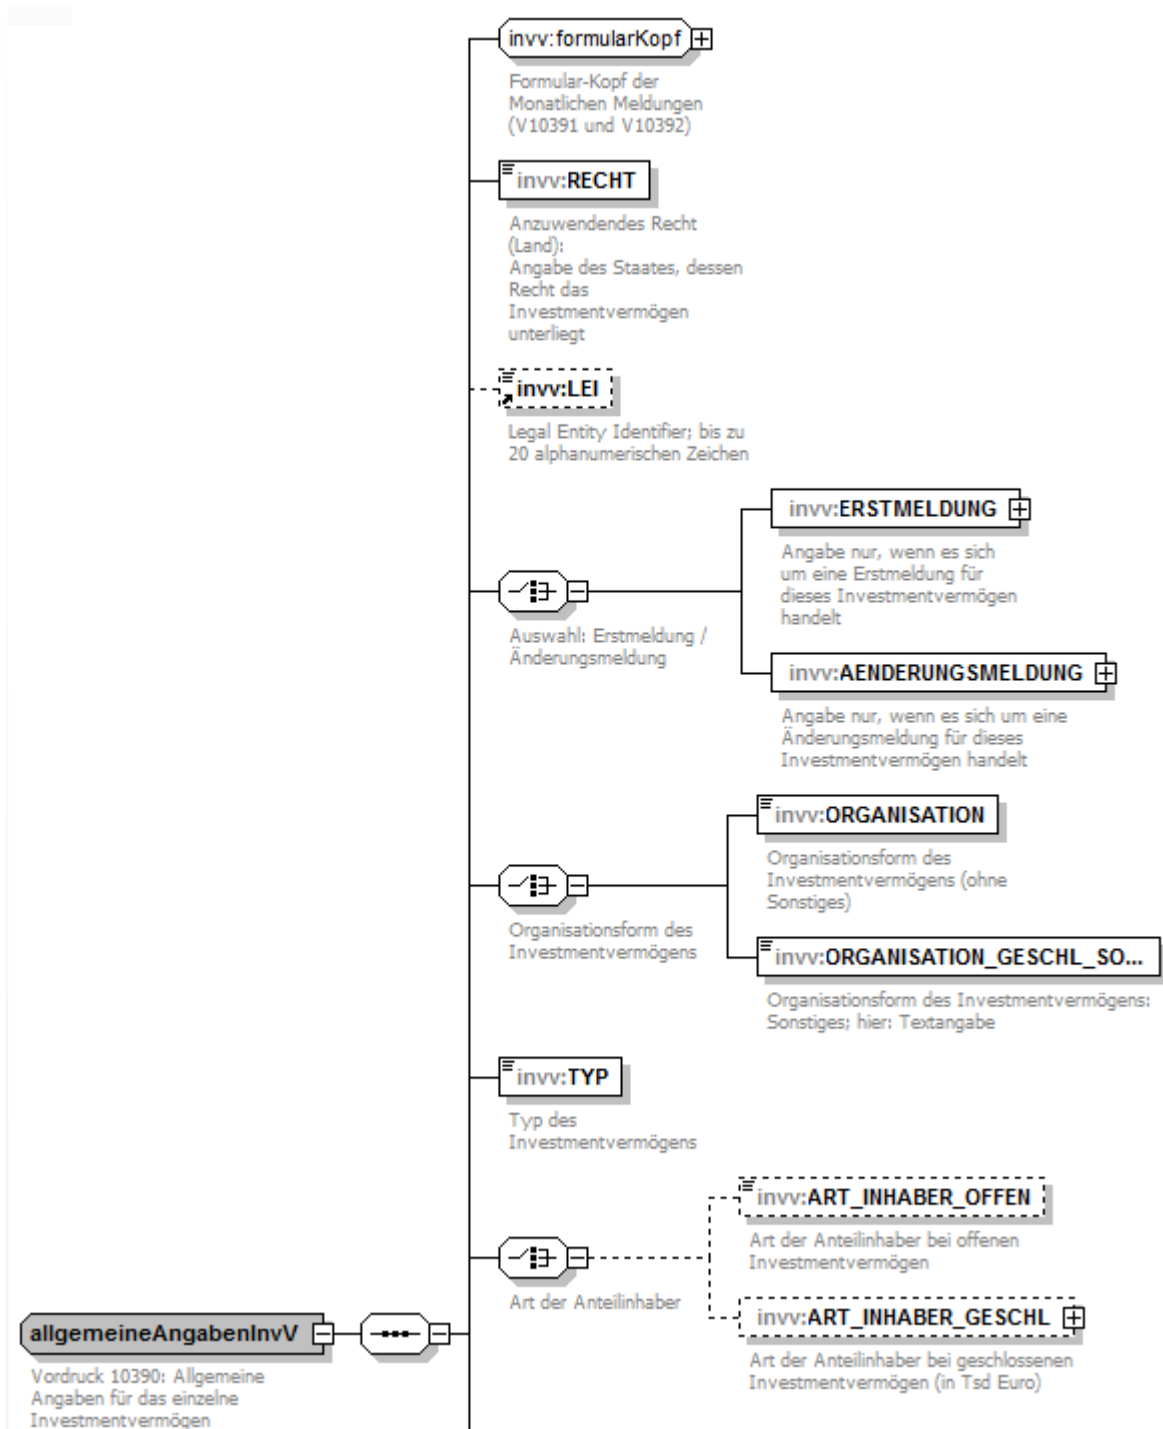 invv:formularKopf
Formular-Kopf der
Monatlichen Meldungen
(V10391 und V10392)
invv:RECHT
Anzuwendendes Recht
(Land):
Angabe des Staates, dessen
Recht das
Investmentvermögen
unterliegt
invv:LEI
Legal Entity Identifier; bis zu
20 alphanumerischen Zeichen
invv:ERSTMELDUNG
Angabe nur, wenn es sich
um eine Erstmeldung für
dieses Investmentvermögen
handelt
Auswahl: Erstmeldung /
Änderungsmeldung
invv:AENDERUNGSMELDUNG
Angabe nur, wenn es sich um eine
Änderungsmeldung für dieses
Investmentvermögen handelt
invv:ORGANISATION
Organisationsform des
Investmentvermögens (ohne
Sonstiges)
Organisationsform des
Investmentvermögens
invv:ORGANISATION_GESCHL_SO...
Organisationsform des Investmentvermögens:
Sonstiges; hier: Textangabe
invv:TYP
Typ des
Investmentvermögens
invv:ART_INHABER_OFFEN
Art der Anteilinhaber bei offenen
Investmentvermögen
Art der Anteilinhaber
invv:ART_INHABER_GESCHL
Art der Anteilinhaber bei geschlossenen
Investmentvermögen (in Tsd Euro)
allgemeineAngabenInvV
Vordruck 10390: Allgemeine
Angaben für das einzelne
Investmentvermögen